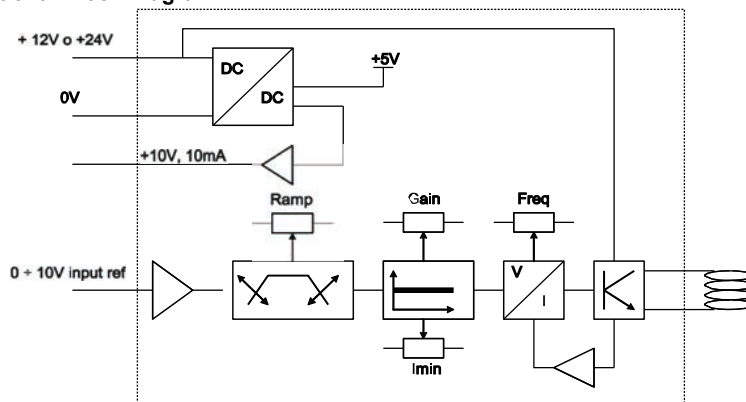 + 12V o +24V
DC
DC
+5V
0V
+10V, 10mA
Ramp
Gain
Freq
0 ÷ 10V input ref
V
I
Imin